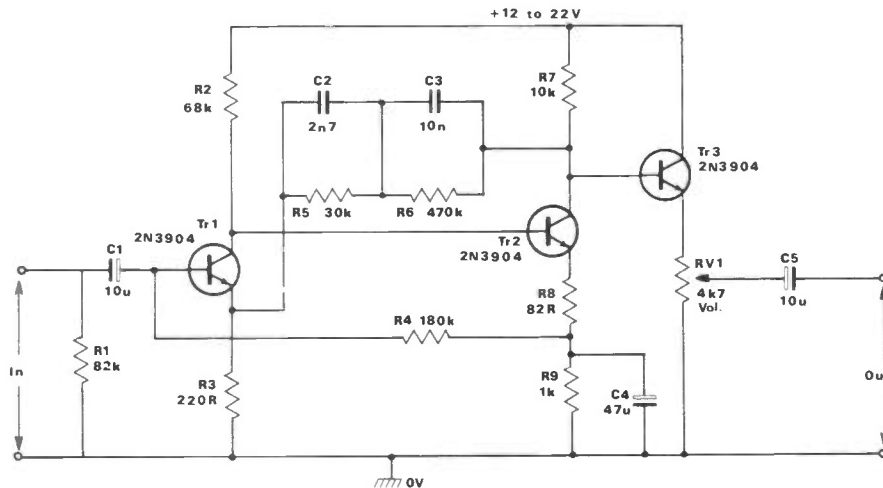 +12 to 22V
R2
68k
C2
2n7
C3
10n
R7
10k
Tr3
2N3904
R5 30k
R6 470k
Tr1
2N3904
Tr2
2N3904
C1
10u
RV1
4k7
Vol.
C5
10u
R8
82R
R4 180k
In
R1
82k
R3
220R
R9
1k
C4
47u
Ou
0V